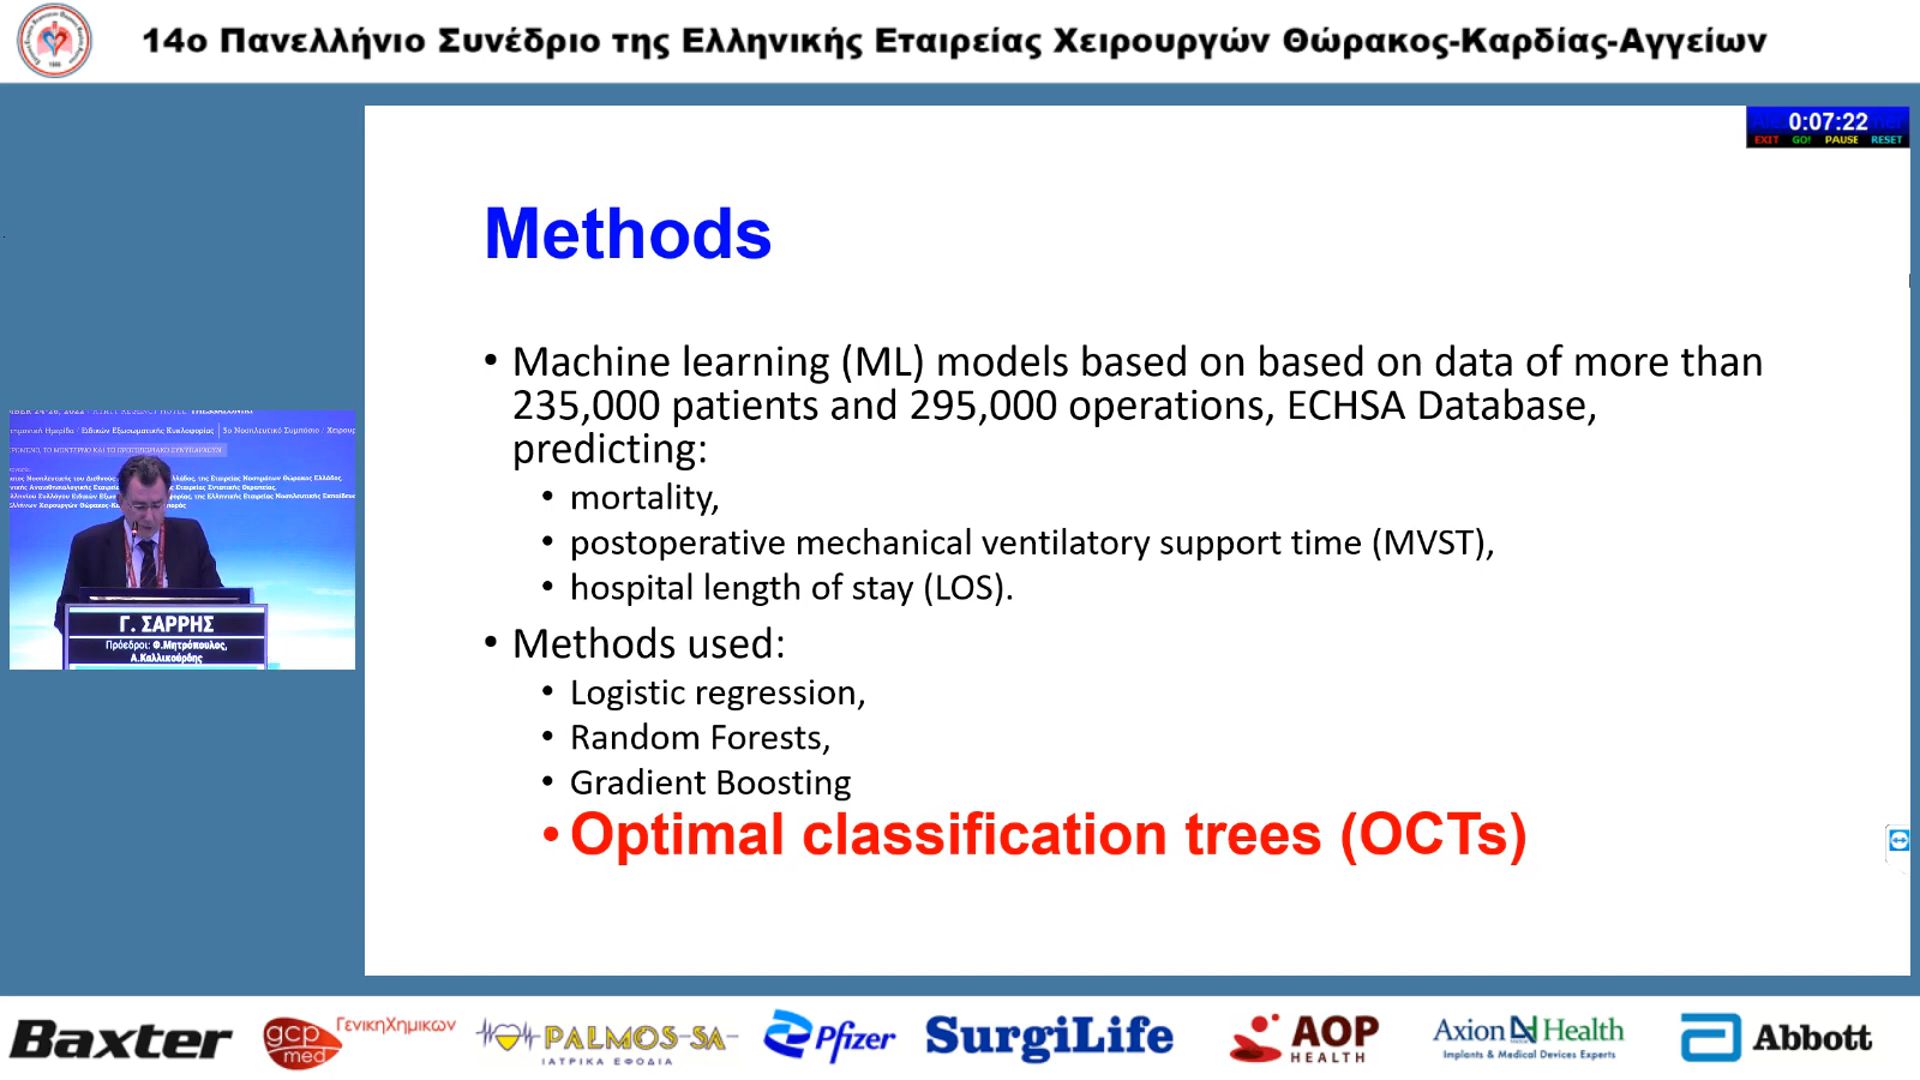 14ο Πανελλήνιο Συνέδριο της Ελληνικής Εταιρείας Χειρουργών Θώρακος-Καρδίας-Αγγείων
0:07:22
EXIT GO! PAUSE RESET
Methods
• Machine learning (ML) models based on based on data of more than
235,000 patients and 295,000 operations, ECHSA Database,
predicting:
• mortality,
• postoperative mechanical ventilatory support time (MVST),
• hospital length of stay (LOS).
• Methods used:
• Logistic regression,
• Random Forests,
• Gradient Boosting
• Optimal classification trees (OCTs)
Γ. ΣΑΡΡΗΣ
Πρόεδροι: Φ.Μητρόπουλος,
Α.Καλλικούρδης
Baxter
gcp med ΓενικηΧημικων
PALMOS-SA
ΙΑΤΡΙΚΑ ΕΦΟΔΙΑ
Pfizer
SurgiLife
AOP
HEALTH
Axion Health
Implants & Medical Devices Experts
Abbott